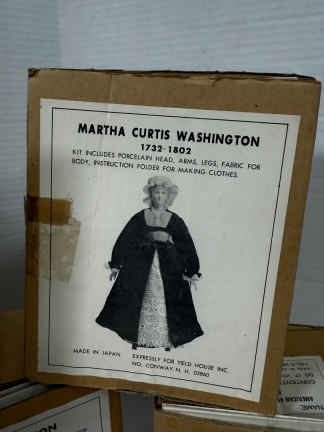 MARTHA CURTIS WASHINGTON
1732-1802
KIT INCLUDES PORCELAIN HEAD, ARMS, LEGS, FABRIC FOR
BODY, INSTRUCTION FOLDER FOR MAKING CLOTHES.
MADE IN JAPAN EXPRESSLY FOR YIELD HOUSE INC.
NO. CONWAY N. H. 03860